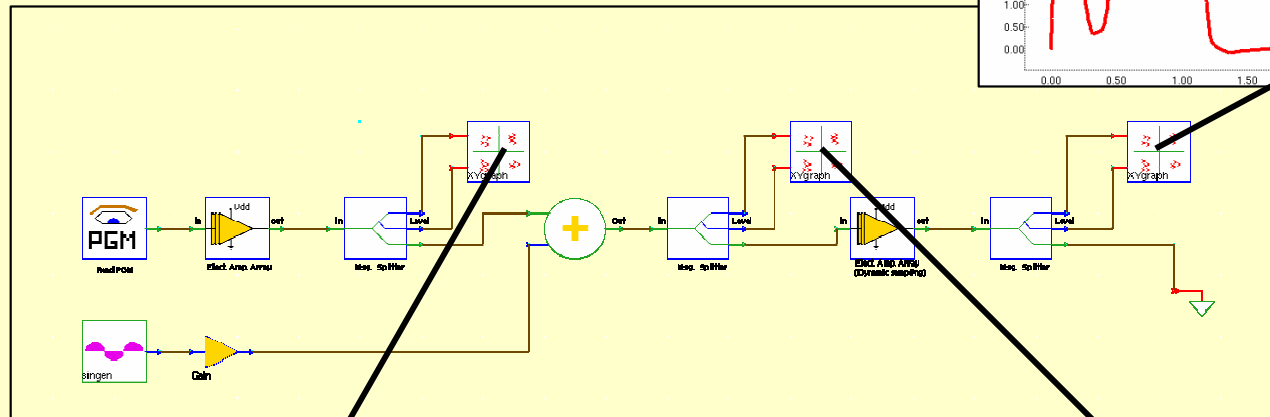 1.00
0.50
0.00
0.00 0.50 1.00 1.50
XYgraph
XYgraph
XYgraph
PGM
Read PGM
in
Vdd
out
Elect. Amp. Array
in
Level
Msg. Splitter
Out
in
Level
Msg. Splitter
in
Vdd
out
Elect. Amp. Array
(Dynamic sampling)
in
Level
Msg. Splitter
singen
Gain